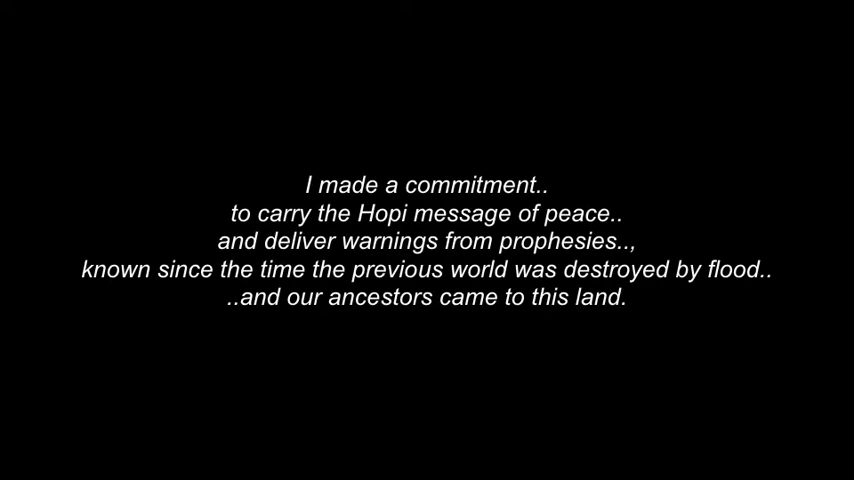 I made a commitment..
to carry the Hopi message of peace..
and deliver warnings from prophesies..,
known since the time the previous world was destroyed by flood..
..and our ancestors came to this land.